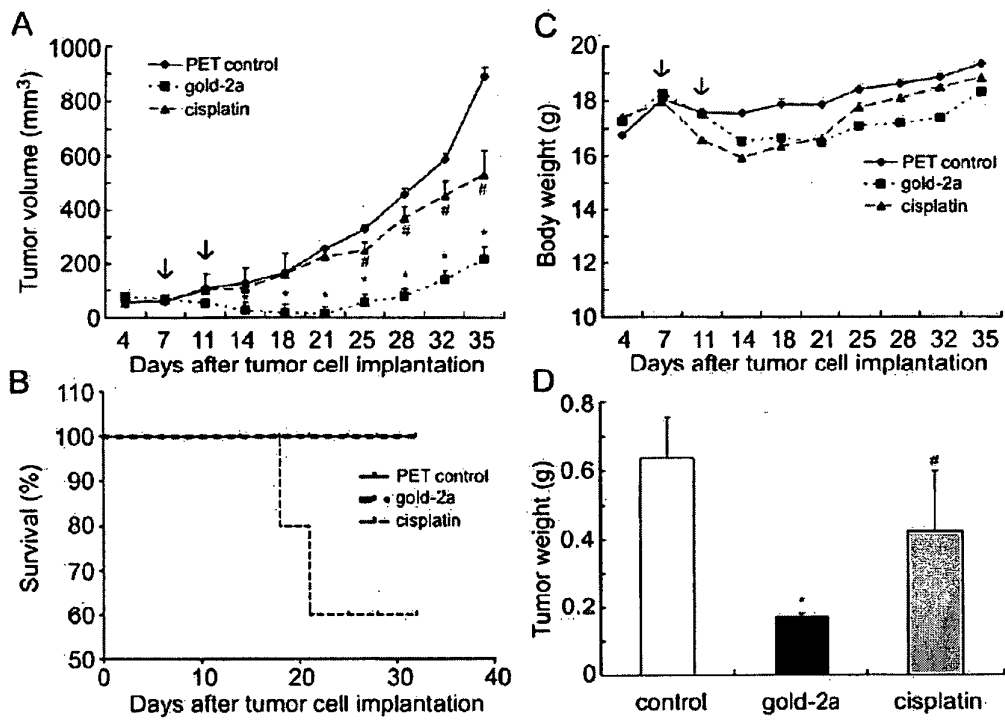 A
1000
800
600
400
200
0
Tumor volume (mm³)
PET control
gold-2a
cisplatin
#
#
#
#
*
*
*
*
*
*
*
*
4 7 11 14 18 21 25 28 32 35
Days after tumor cell implantation
C
20
18
16
14
12
10
Body weight (g)
PET control
gold-2a
cisplatin
4 7 11 14 18 21 25 28 32 35
Days after tumor cell implantation
B
110
100
90
80
70
60
50
Survival (%)
PET control
gold-2a
cisplatin
0 10 20 30 40
Days after tumor cell implantation
D
0.8
0.6
0.4
0.2
0
Tumor weight (g)
*
#
control gold-2a cisplatin